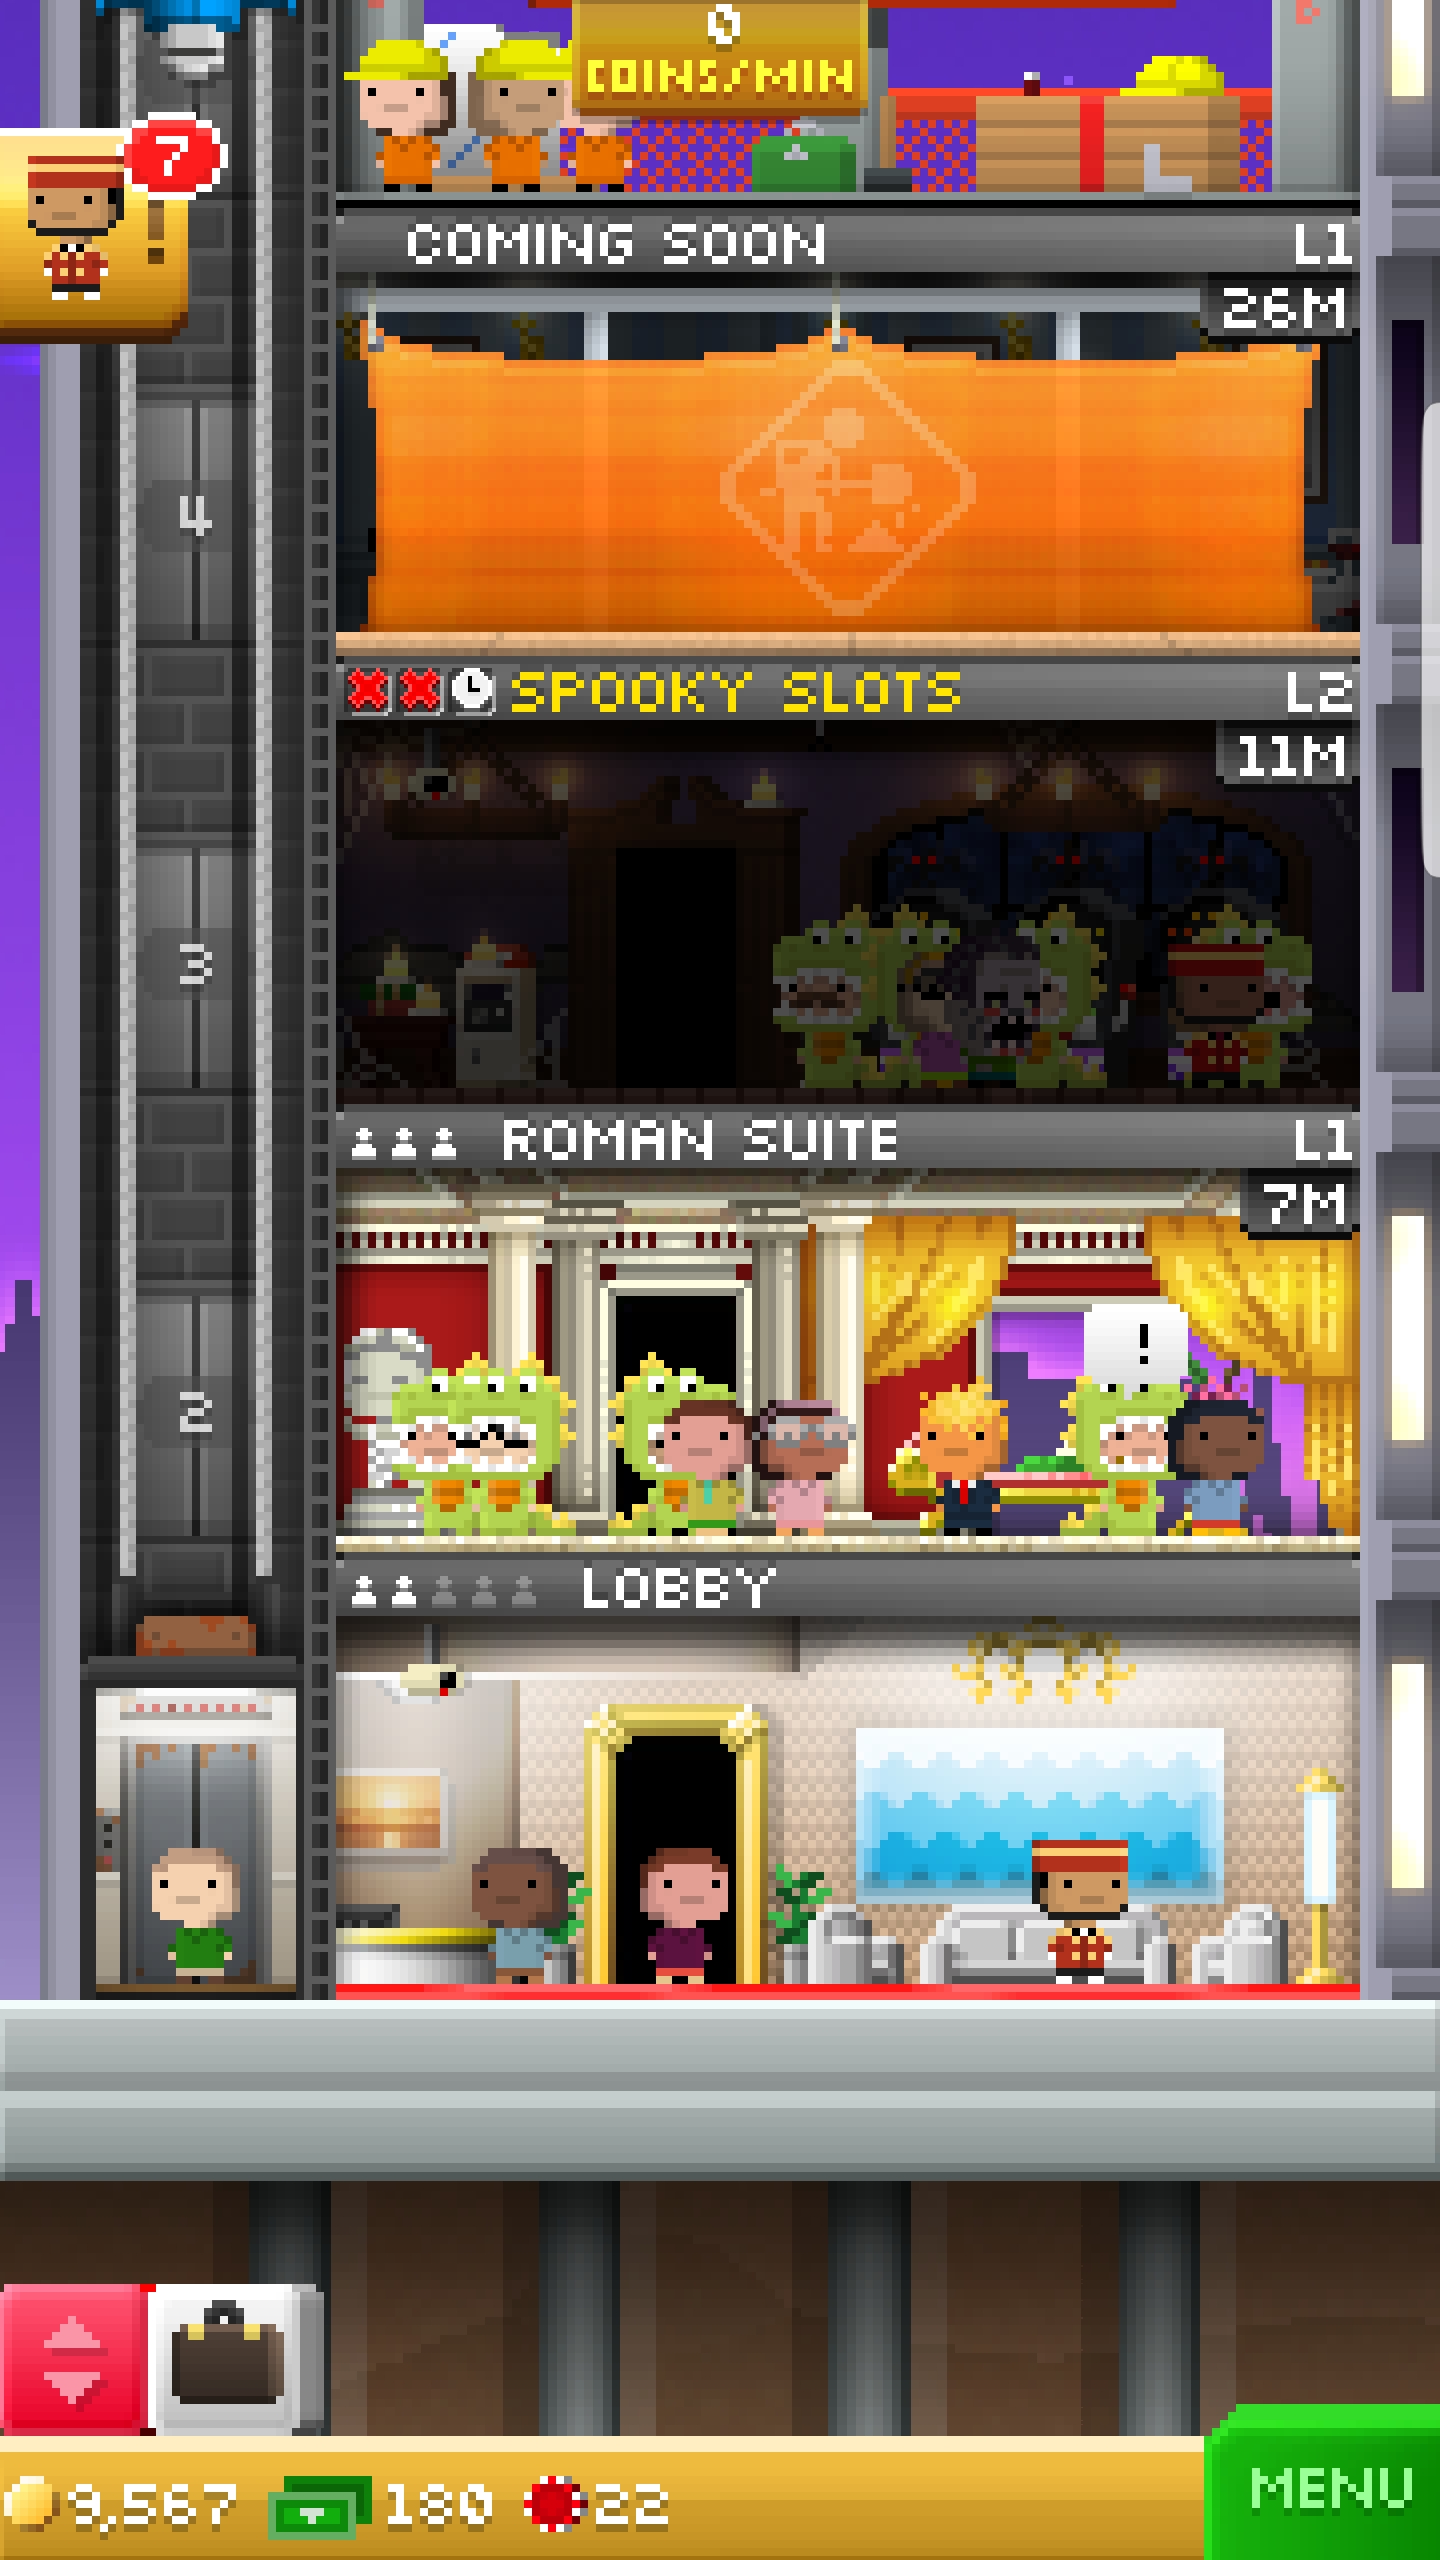 0
COINS/MIN
7
!
COMING SOON L1
26M
4
SPOOKY SLOTS L2
11M
3
ROMAN SUITE L1
7M
!
2
LOBBY
9,567 180 22
MENU